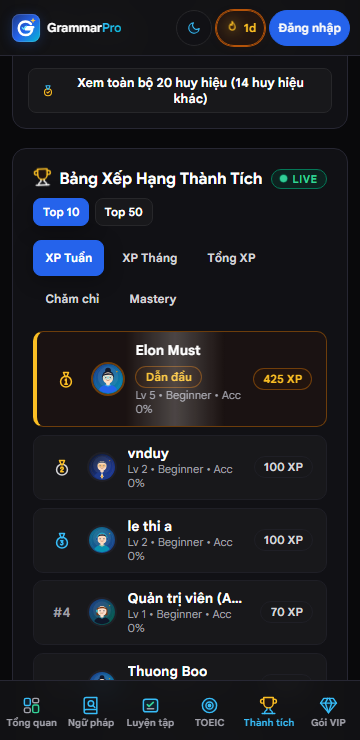 GrammarPro
1d
Đăng nhập
Xem toàn bộ 20 huy hiệu (14 huy hiệu
khác)
Bảng Xếp Hạng Thành Tích
LIVE
Top 10
Top 50
XP Tuần
XP Tháng
Tổng XP
Chăm chỉ
Mastery
1
Elon Must
Dẫn đầu
Lv 5 • Beginner • Acc
0%
425 XP
2
vnduy
Lv 2 • Beginner • Acc
0%
100 XP
3
le thi a
Lv 2 • Beginner • Acc
0%
100 XP
#4
Quản trị viên (A...
Lv 1 • Beginner • Acc
0%
70 XP
Thuong Boo
Tổng quan
Ngữ pháp
Luyện tập
TOEIC
Thành tích
Gói VIP